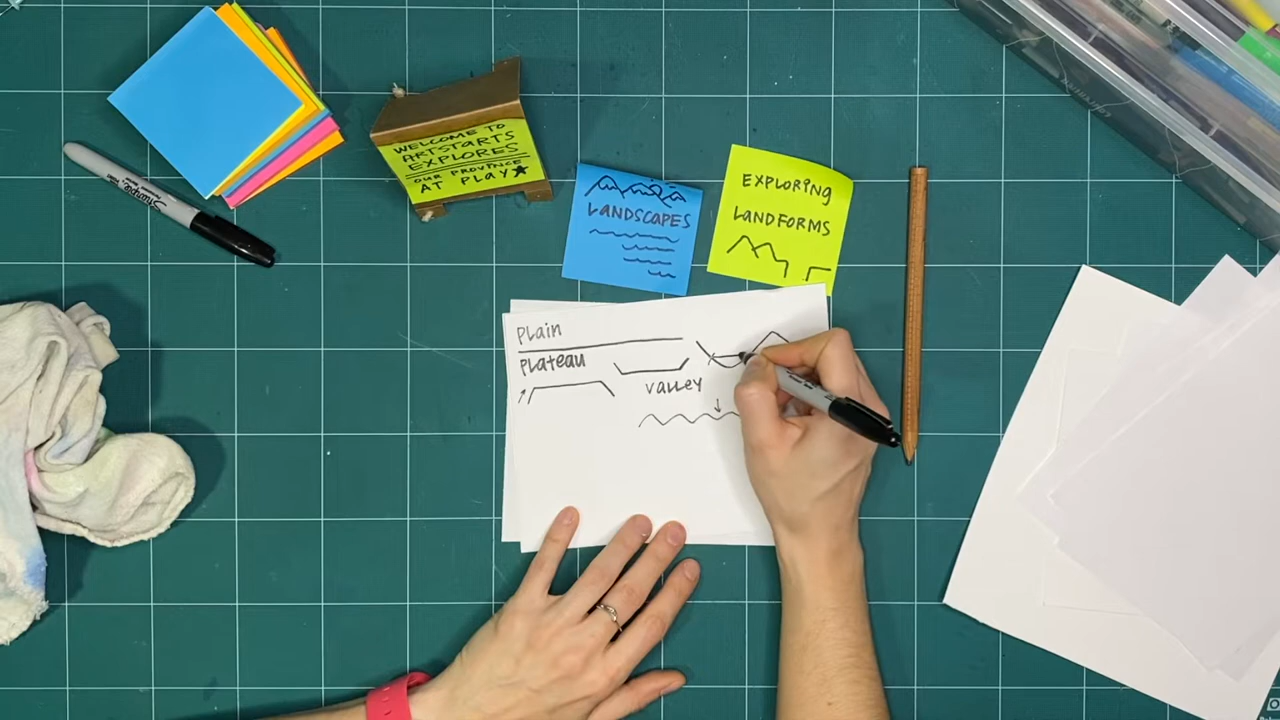 WELCOME TO
ARTSTARTS
EXPLORES
OUR PROVINCE
AT PLAY★
LANDSCAPES
EXPLORING
LANDFORMS
Plain
PLateau
valley
Sharpie